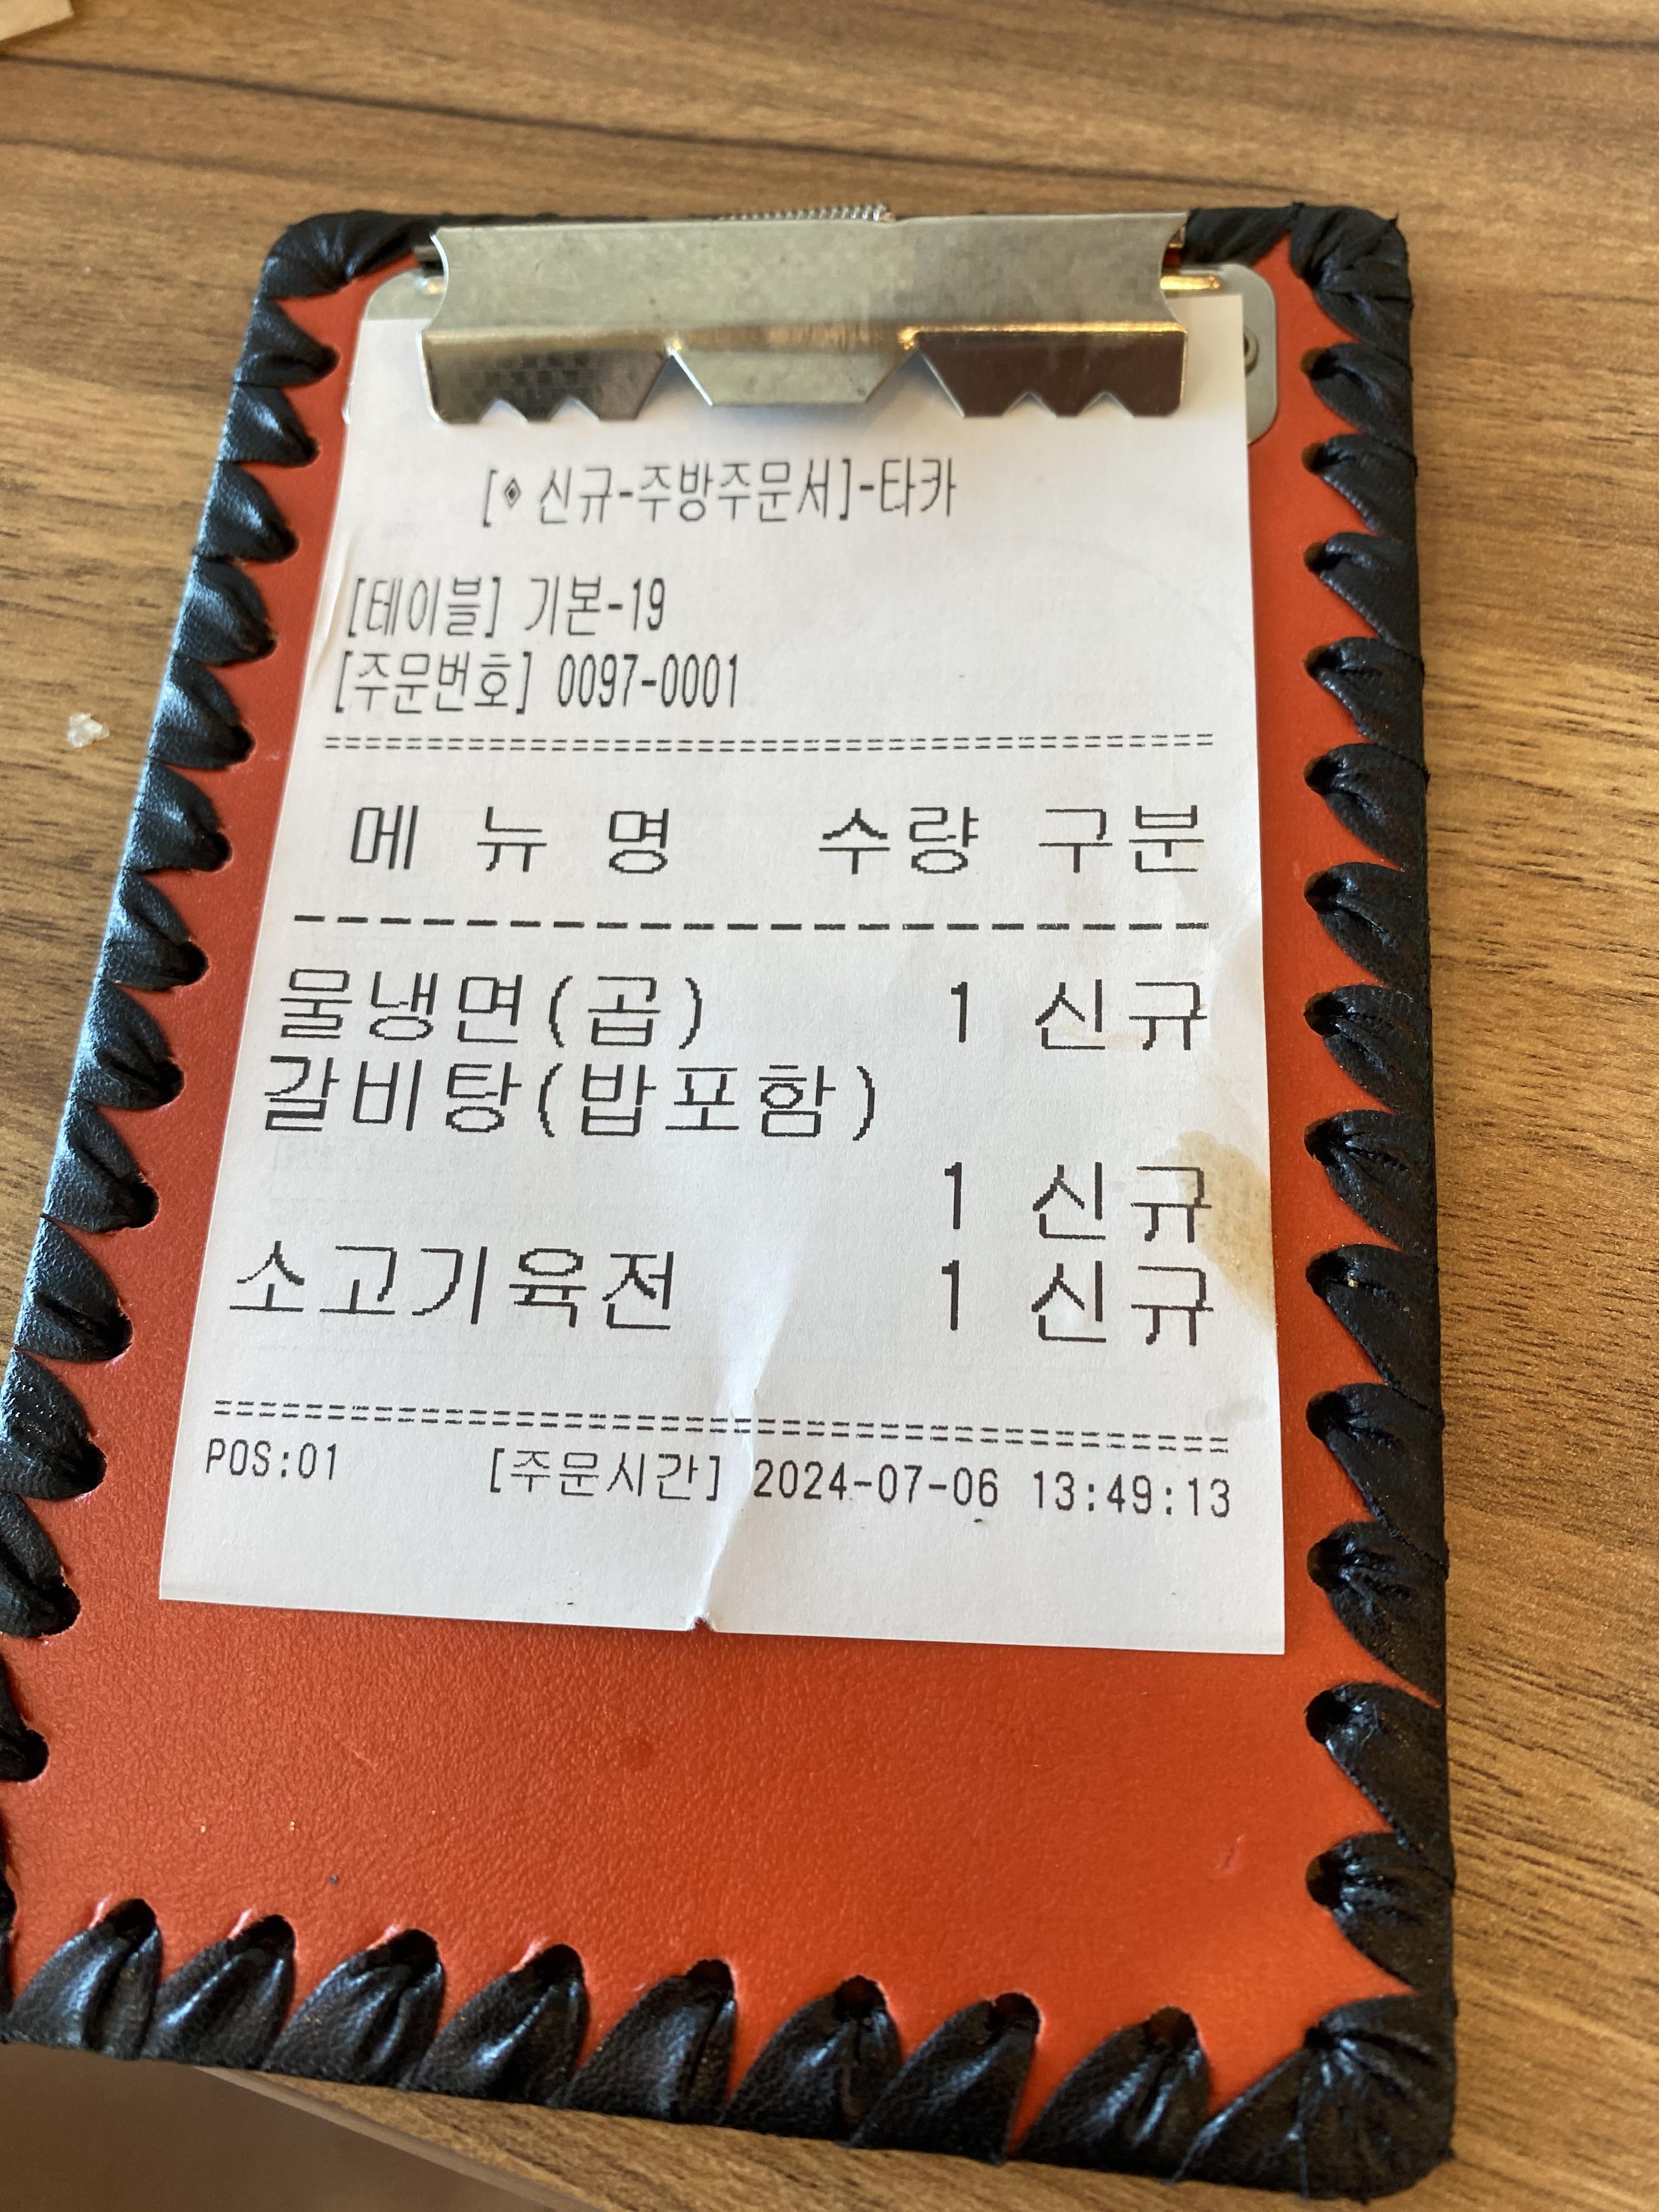 [◈ 신규-주방주문서]-타카
[테이블] 기본-19
[주문번호] 0097-0001
===========================================
메 뉴 명 수량 구분
----------------------
물냉면(곱) 1 신규
갈비탕(밥포함)
1 신규
소고기육전 1 신규
===========================================
POS:01 [주문시간] 2024-07-06 13:49:13